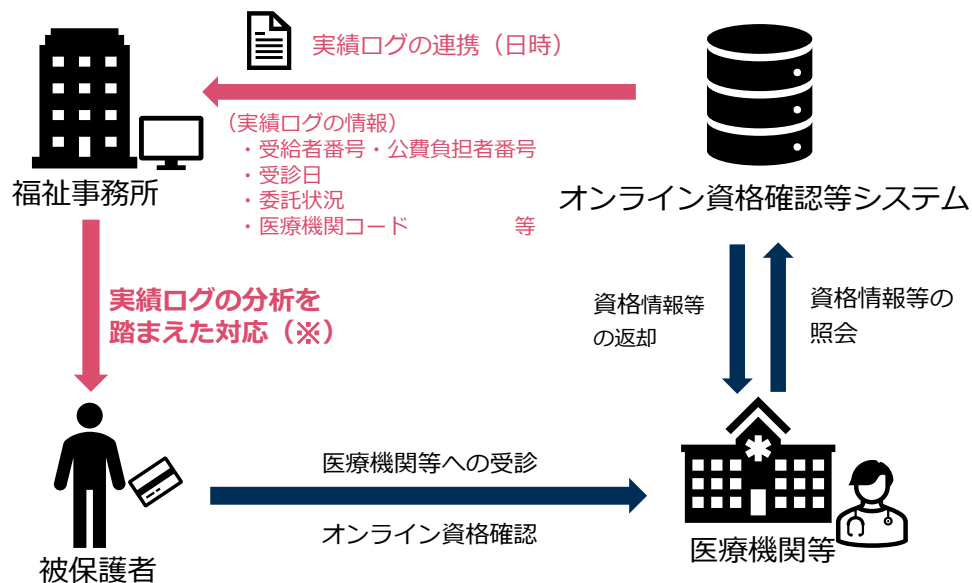 実績ログの連携（日時）
（実績ログの情報）
・受給者番号・公費負担者番号
・受診日
・委託状況
・医療機関コード　　　　　等
福祉事務所
オンライン資格確認等システム
実績ログの分析を
踏まえた対応（※）
資格情報等
の返却
資格情報等の
照会
医療機関等への受診
オンライン資格確認
被保護者
医療機関等